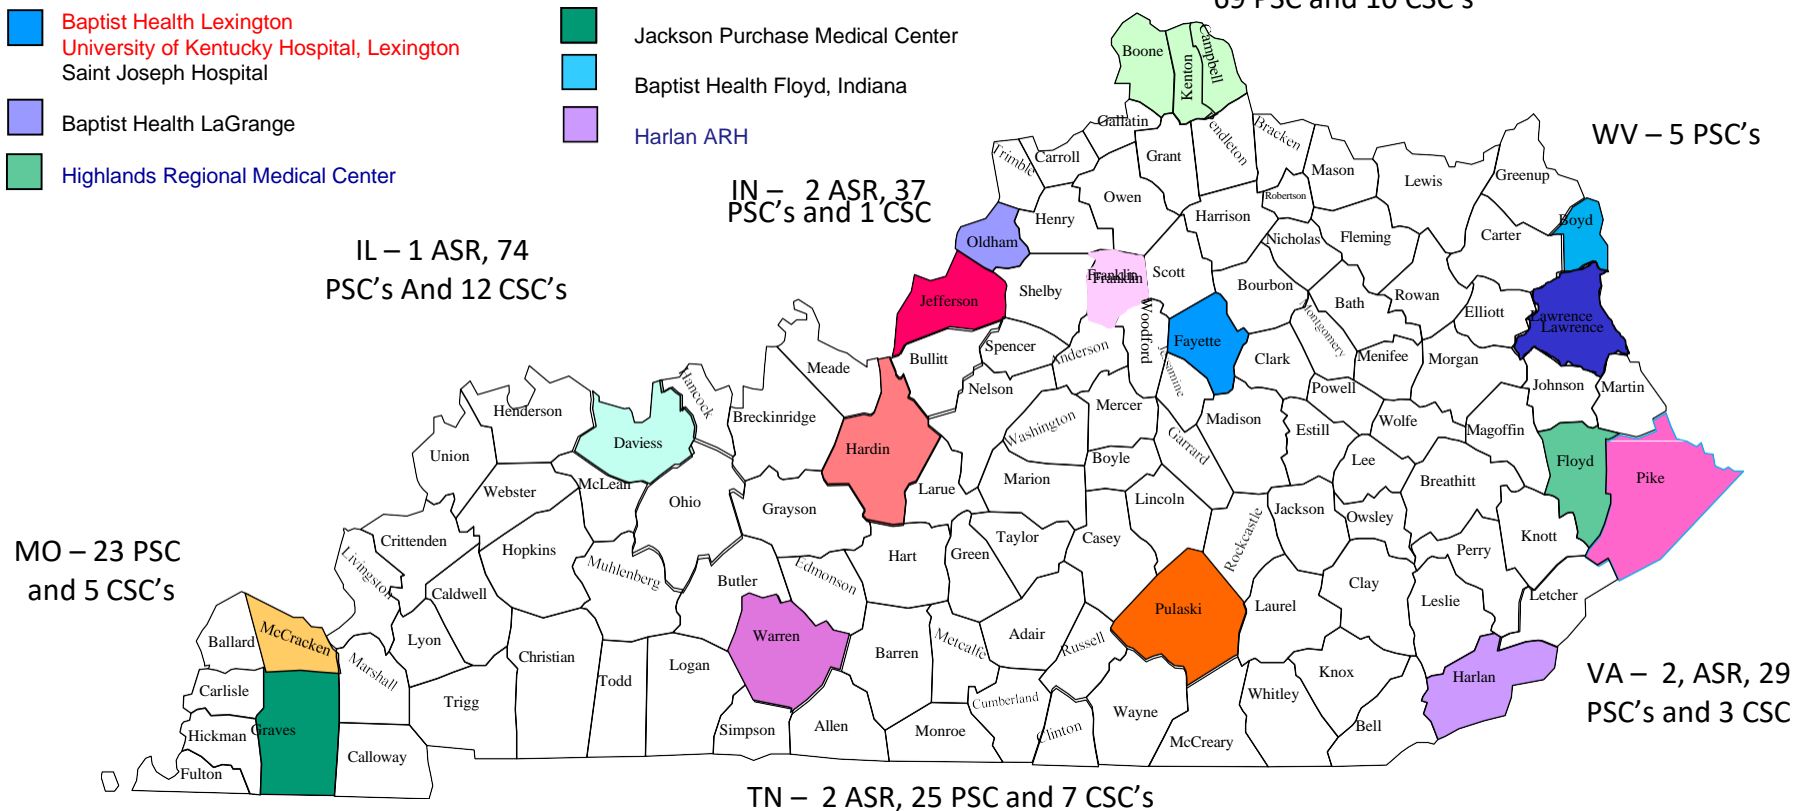 69 PSC and 10 CSC's
Baptist Health Lexington
University of Kentucky Hospital, Lexington
Saint Joseph Hospital
Baptist Health LaGrange
Highlands Regional Medical Center
Jackson Purchase Medical Center
Baptist Health Floyd, Indiana
Harlan ARH
WV – 5 PSC's
IN – 2 ASR, 37
PSC's and 1 CSC
IL – 1 ASR, 74
PSC's And 12 CSC's
MO – 23 PSC
and 5 CSC's
VA – 2, ASR, 29
PSC's and 3 CSC
TN – 2 ASR, 25 PSC and 7 CSC's
Boone
Kenton
Campbell
Gallatin
Pendleton
Bracken
Trimble
Carroll
Grant
Mason
Lewis
Greenup
Owen
Robertson
Henry
Harrison
Boyd
Oldham
Nicholas
Fleming
Carter
Franklin
Franklin
Scott
Shelby
Bourbon
Jefferson
Bath
Rowan
Elliott
Lawrence
Lawrence
Woodford
Fayette
Montgomery
Bullitt
Spencer
Anderson
Jessamine
Clark
Menifee
Morgan
Meade
Hancock
Nelson
Powell
Johnson
Martin
Henderson
Breckinridge
Mercer
Madison
Washington
Estill
Wolfe
Magoffin
Daviess
Hardin
Union
Boyle
Garrard
Lee
Floyd
Pike
Webster
McLean
Ohio
Larue
Marion
Breathitt
Grayson
Lincoln
Jackson
Owsley
Crittenden
Hopkins
Hart
Green
Taylor
Casey
Rockcastle
Perry
Knott
Livingston
Muhlenberg
Butler
Edmonson
Caldwell
Clay
Leslie
Letcher
Pulaski
Laurel
Ballard
McCracken
Lyon
Warren
Adair
Russell
Metcalfe
Barren
Marshall
Christian
Todd
Logan
Knox
Harlan
Carlisle
Trigg
Cumberland
Whitley
Wayne
Hickman
Graves
Simpson
Allen
Monroe
Clinton
McCreary
Bell
Calloway
Fulton